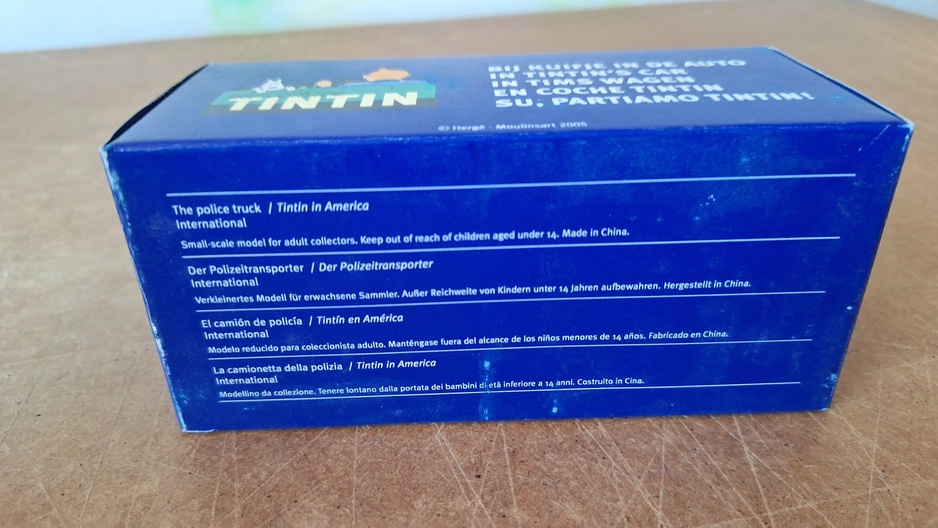 TINTIN
BIJ KUIFJE IN DE AUTO
IN TINTIN'S CAR
IN TIMS WAGEN
EN COCHE TINTIN
SU, PARTIAMO TINTIN!
© Hergé - Moulinsart 2005
The police truck / Tintin in America
International
Small-scale model for adult collectors. Keep out of reach of children aged under 14. Made in China.
Der Polizeitransporter / Der Polizeitransporter
International
Verkleinertes Modell für erwachsene Sammler. Außer Reichweite von Kindern unter 14 Jahren aufbewahren. Hergestellt in China.
El camión de policía / Tintín en América
International
Modelo reducido para coleccionista adulto. Manténgase fuera del alcance de los niños menores de 14 años. Fabricado en China.
La camionetta della polizia / Tintin in America
International
Modellino da collezione. Tenere lontano dalla portata dei bambini di età inferiore a 14 anni. Costruito in Cina.